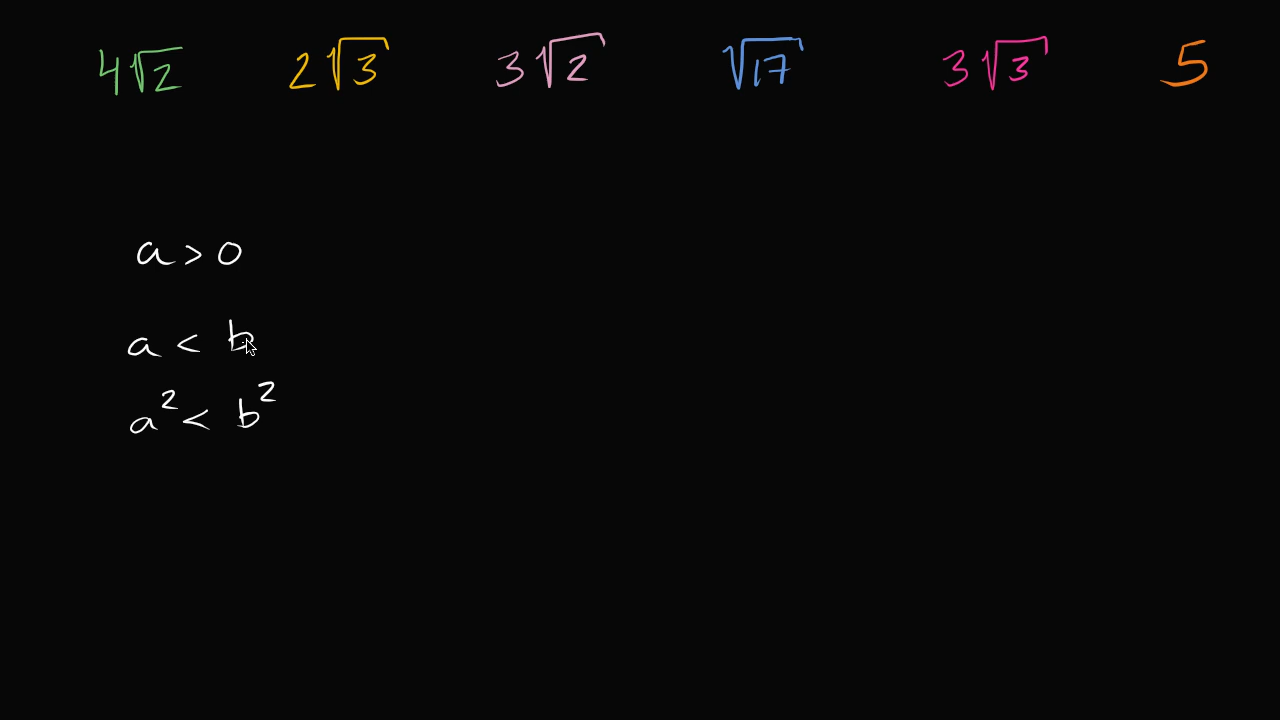 4√2 2√3 3√2 √17 3√3 5
a > 0
a < b
a² < b²